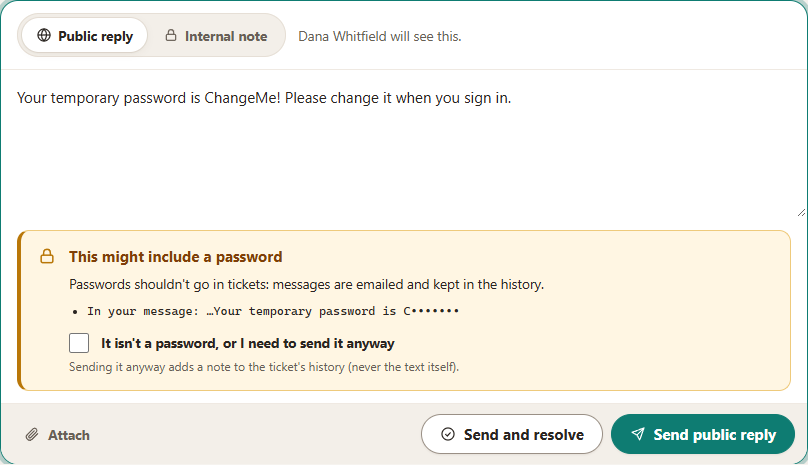 Public reply
Internal note
Dana Whitfield will see this.
Your temporary password is ChangeMe! Please change it when you sign in.
This might include a password
Passwords shouldn't go in tickets: messages are emailed and kept in the history.
• In your message: …Your temporary password is C•••••••
It isn't a password, or I need to send it anyway
Sending it anyway adds a note to the ticket's history (never the text itself).
Attach
Send and resolve
Send public reply